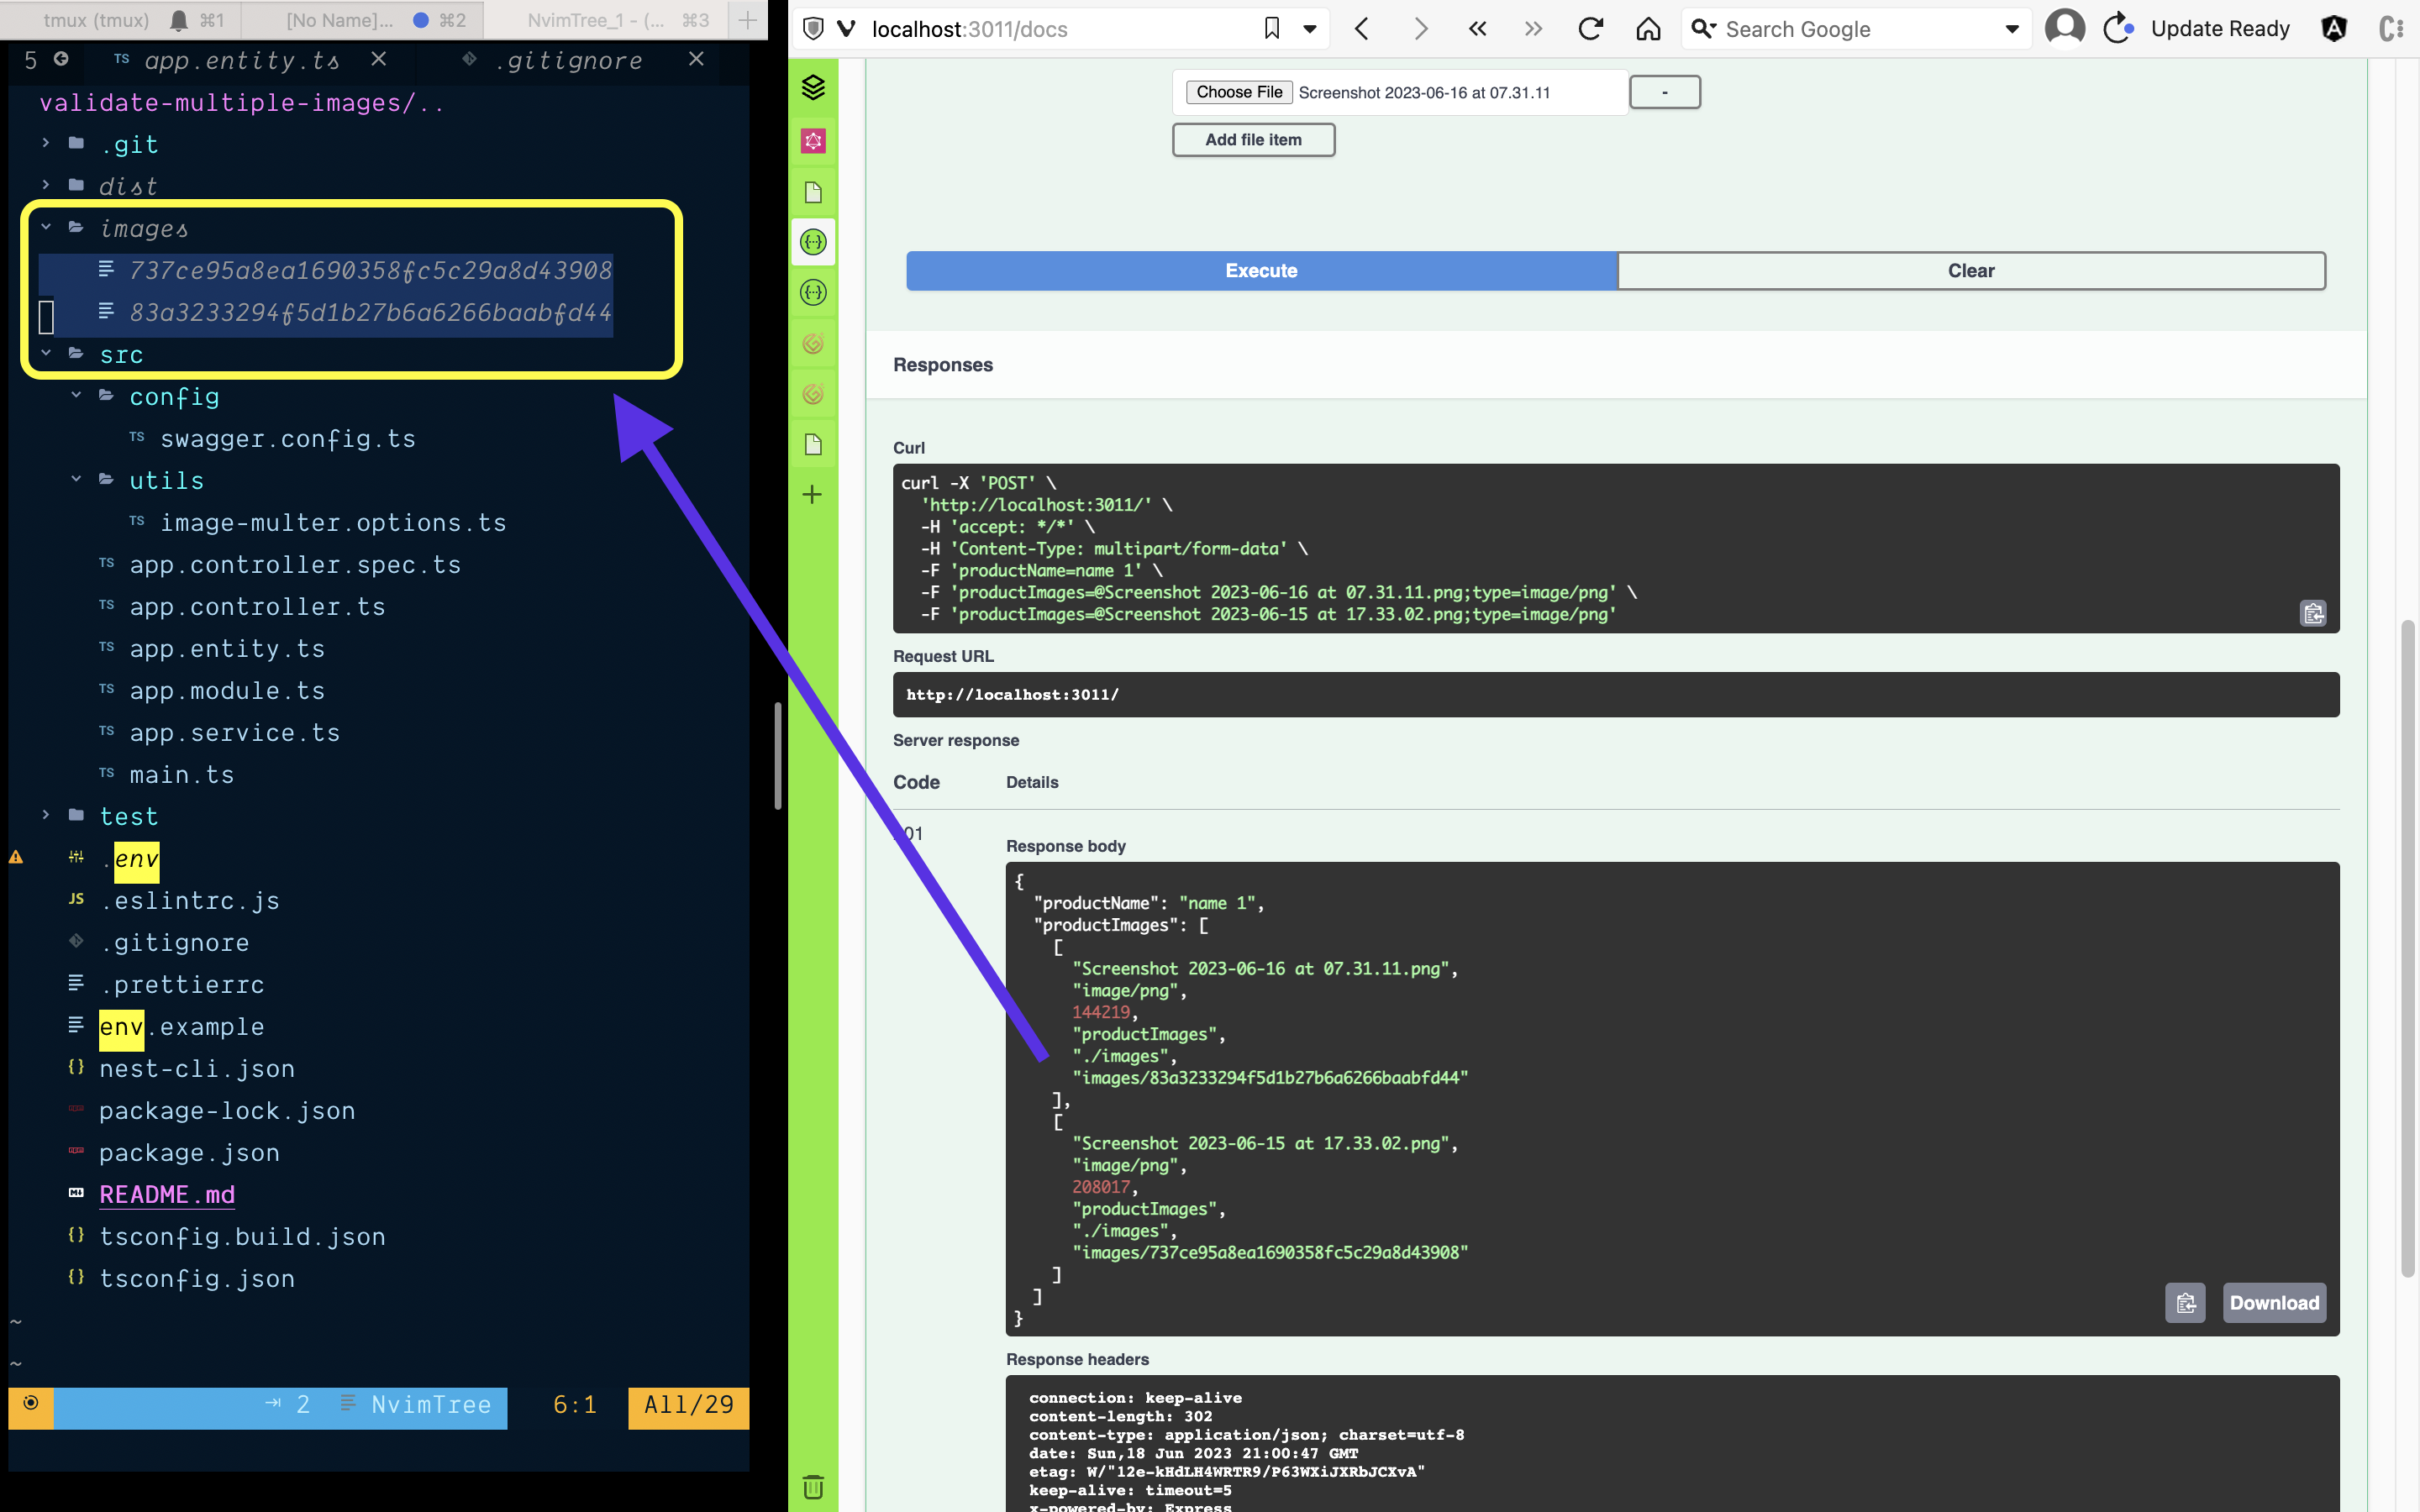 tmux (tmux) ⌘1 [No Name]... ⌘2 NvimTree_1 - (... ⌘3
5 TS app.entity.ts .gitignore
validate-multiple-images/..
.git
dist
images
737ce95a8ea1690358fc5c29a8d43908
83a3233294f5d1b27b6a6266baabfd44
src
config
TS swagger.config.ts
utils
TS image-multer.options.ts
TS app.controller.spec.ts
TS app.controller.ts
TS app.entity.ts
TS app.module.ts
TS app.service.ts
TS main.ts
test
.env
JS .eslintrc.js
.gitignore
.prettierrc
env.example
{} nest-cli.json
package-lock.json
package.json
README.md
{} tsconfig.build.json
{} tsconfig.json
~
~
2 NvimTree 6:1 All/29
localhost:3011/docs Search Google Update Ready
Choose File Screenshot 2023-06-16 at 07.31.11 -
Add file item
Execute Clear
Responses
Curl
curl -X 'POST' \
'http://localhost:3011/' \
-H 'accept: */*' \
-H 'Content-Type: multipart/form-data' \
-F 'productName=name 1' \
-F 'productImages=@Screenshot 2023-06-16 at 07.31.11.png;type=image/png' \
-F 'productImages=@Screenshot 2023-06-15 at 17.33.02.png;type=image/png'
Request URL
http://localhost:3011/
Server response
Code Details
01
Response body
{
"productName": "name 1",
"productImages": [
[
"Screenshot 2023-06-16 at 07.31.11.png",
"image/png",
144219,
"productImages",
"./images",
"images/83a3233294f5d1b27b6a6266baabfd44"
],
[
"Screenshot 2023-06-15 at 17.33.02.png",
"image/png",
208017,
"productImages",
"./images",
"images/737ce95a8ea1690358fc5c29a8d43908"
]
]
}
Download
Response headers
connection: keep-alive
content-length: 302
content-type: application/json; charset=utf-8
date: Sun,18 Jun 2023 21:00:47 GMT
etag: W/"12e-kHdLH4WRTR9/P63WXiJXRbJCXvA"
keep-alive: timeout=5
x-powered-by: Express